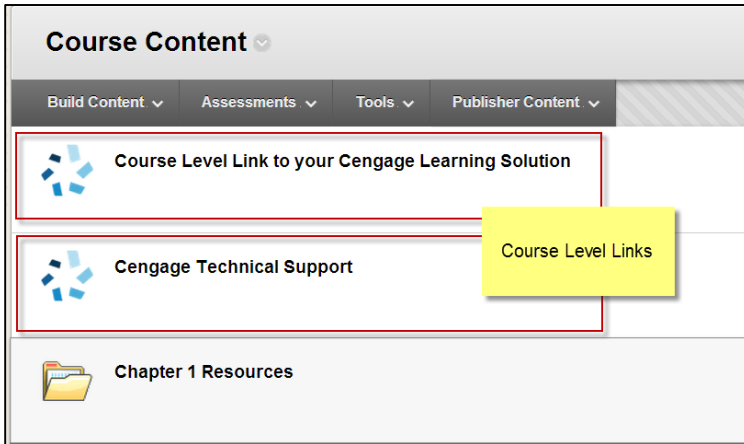 Course Content
Build Content Assessments Tools Publisher Content
Course Level Link to your Cengage Learning Solution
Course Level Links
Cengage Technical Support
Chapter 1 Resources